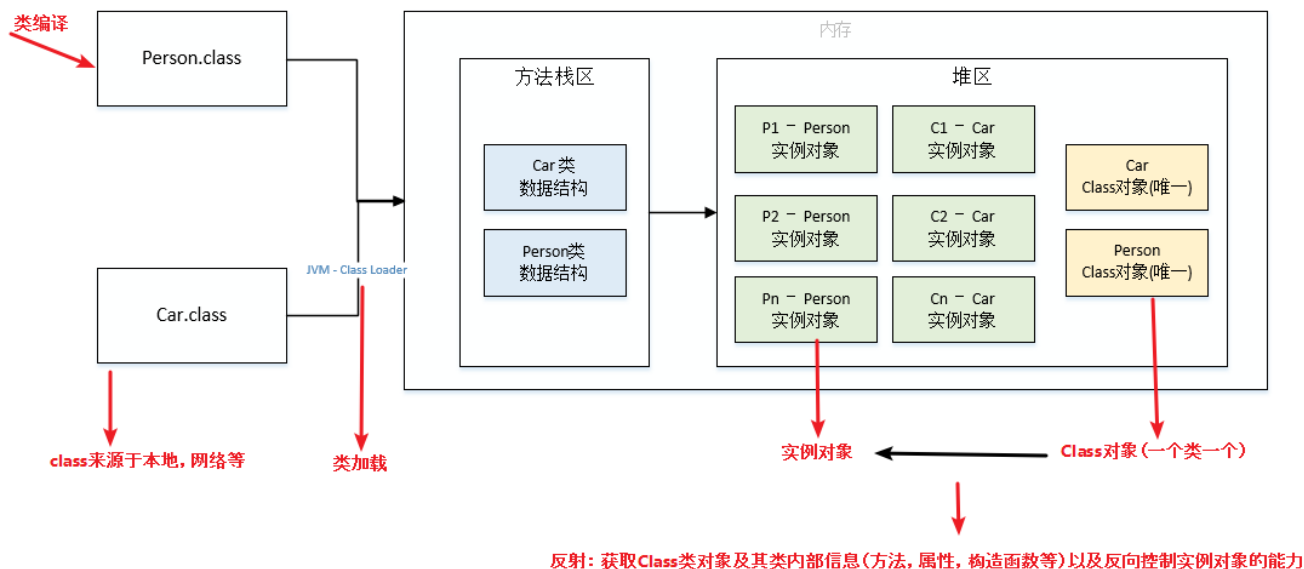 类编译
Person.class
Car.class
JVM - Class Loader
内存
方法栈区
Car 类
数据结构
Person类
数据结构
堆区
P1 - Person
实例对象
C1 - Car
实例对象
P2 - Person
实例对象
C2 - Car
实例对象
Pn - Person
实例对象
Cn - Car
实例对象
Car
Class对象(唯一)
Person
Class对象(唯一)
class来源于本地，网络等
类加载
实例对象
Class对象（一个类一个）
反射：获取Class类对象及其类内部信息（方法，属性，构造函数等）以及反向控制实例对象的能力